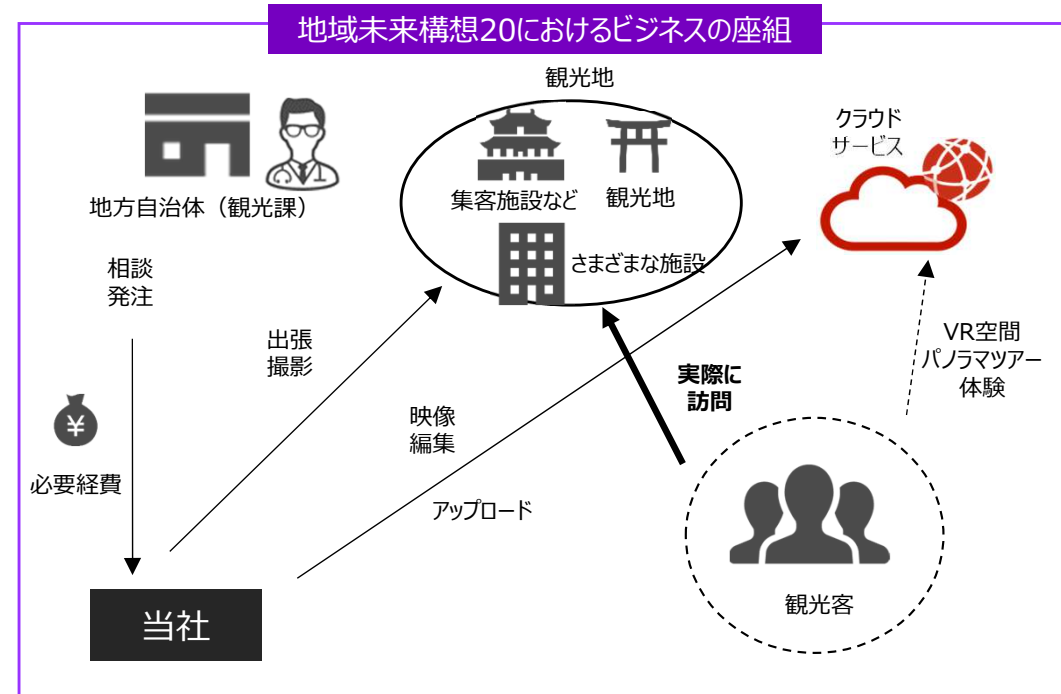 地域未来構想20におけるビジネスの座組
観光地
クラウド
サービス
集客施設など
観光地
さまざまな施設
地方自治体（観光課）
相談
発注
出張
撮影
VR空間
パノラマツアー
体験
実際に
訪問
¥
映像
編集
必要経費
アップロード
観光客
当社